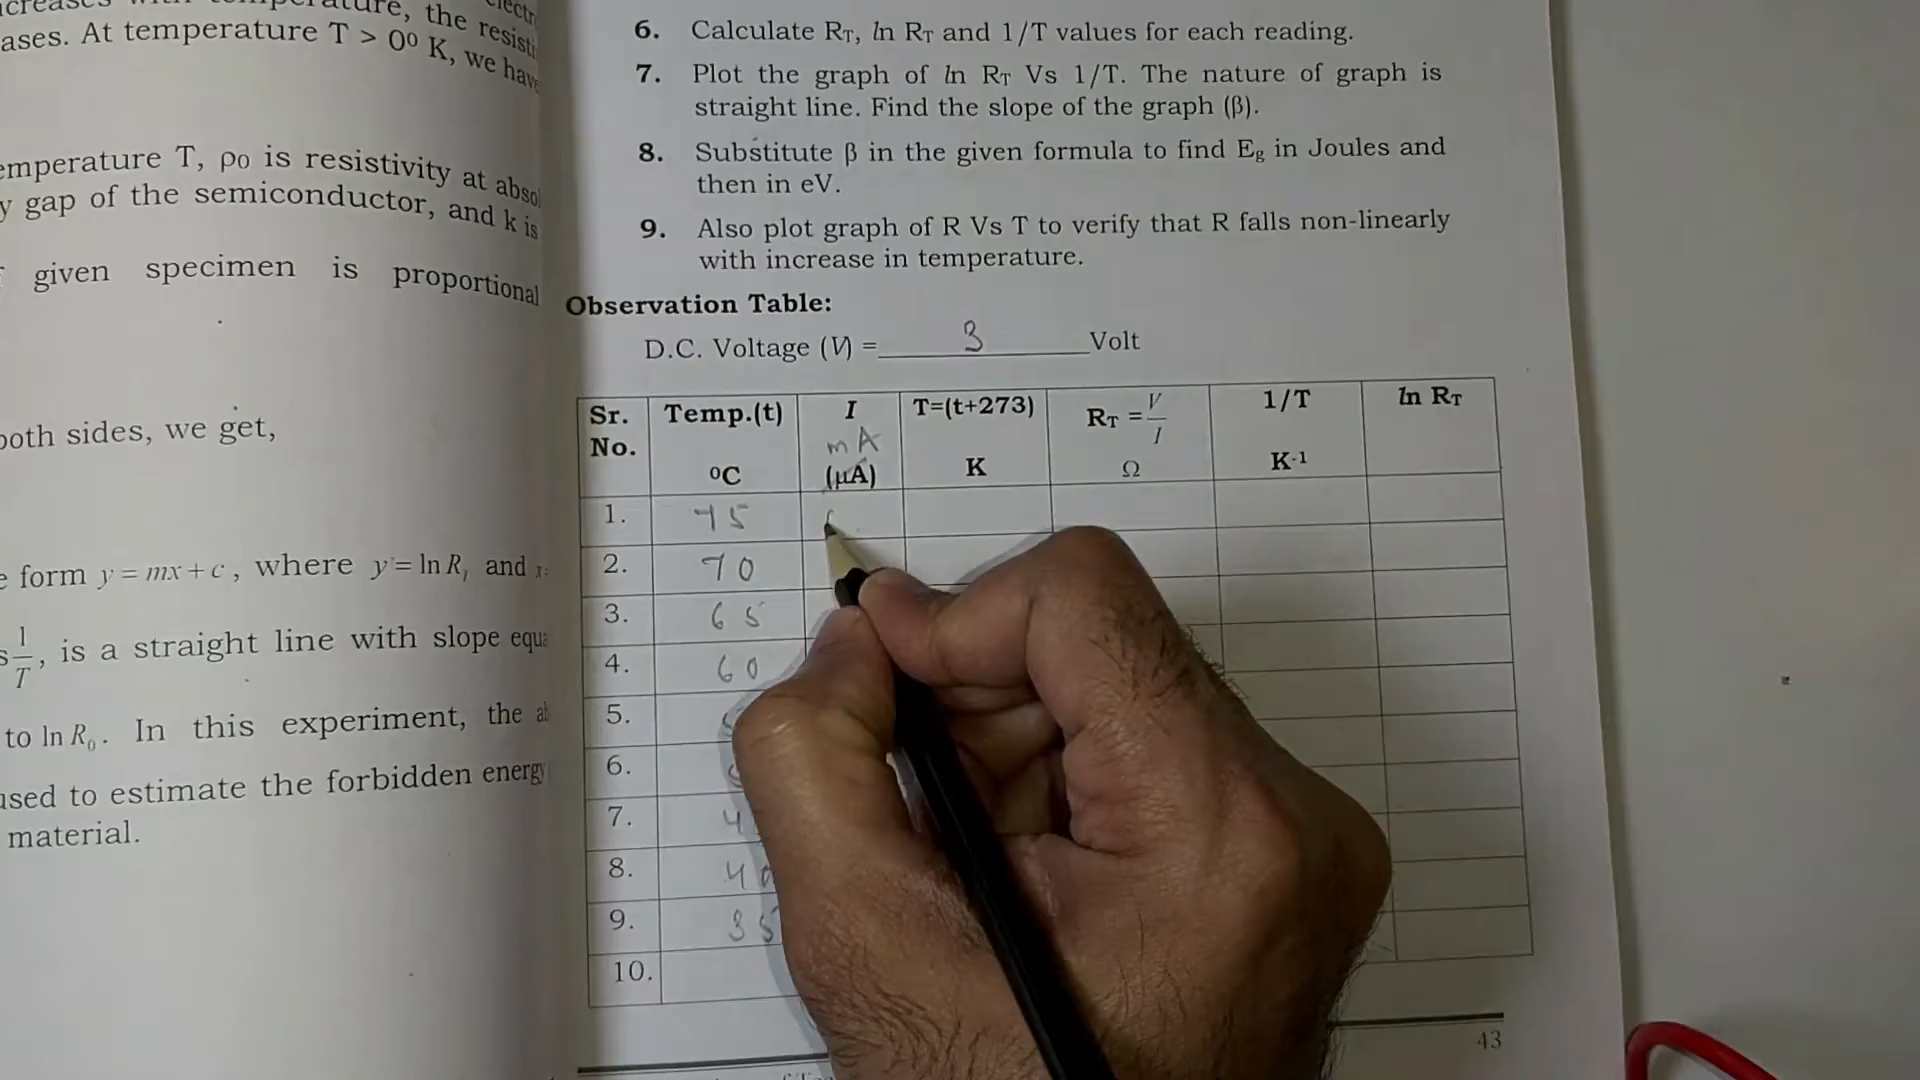 creases with temperature, the
ases. At temperature T > 0⁰ K, we have
emperature T, ρ0 is resistivity at
y gap of the semiconductor, and k is
given specimen is proportional
both sides, we get,
e form y = mx + c, where y = ln R, and
1/T, is a straight line with slope
to ln R₀. In this experiment, the
used to estimate the forbidden energy
material.
6. Calculate RT, ln RT and 1/T values for each reading.
7. Plot the graph of ln RT Vs 1/T. The nature of graph is
straight line. Find the slope of the graph (β).
8. Substitute β in the given formula to find Eg in Joules and
then in eV.
9. Also plot graph of R Vs T to verify that R falls non-linearly
with increase in temperature.
Observation Table:
D.C. Voltage (V) = 3 Volt
Sr. No. Temp.(t) ⁰C I mA (μA) T=(t+273) K RT = V/I Ω 1/T K-1 ln RT
1. 75
2. 70
3. 65
4. 60
5.
6.
7. 4
8. 40
9. 35
10.
43